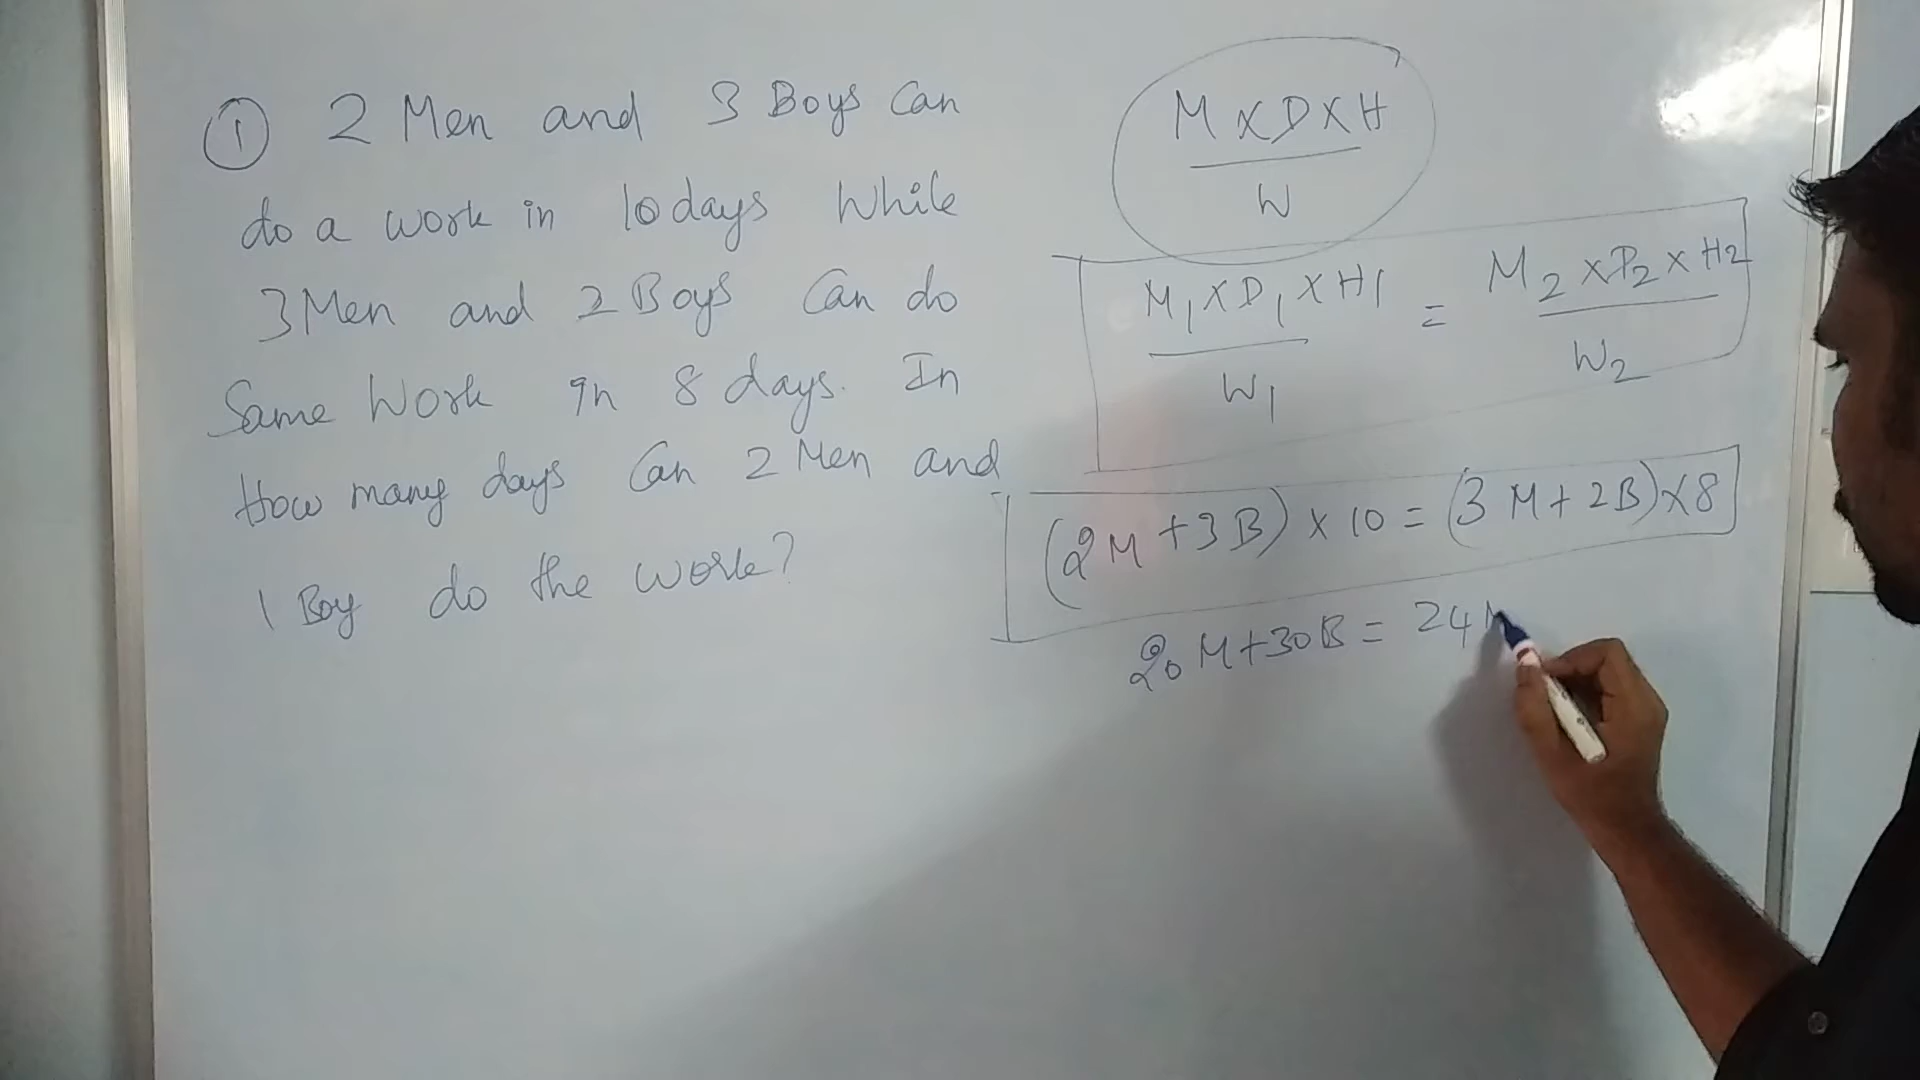 ① 2 Men and 3 Boys Can
do a work in 10 days While
3 Men and 2 Boys Can do
Same Work in 8 days. In
How many days Can 2 Men and
1 Boy do the work?
M x D x H
W
M1 x D1 x H1 = M2 x D2 x H2
W1 W2
(2M + 3B) x 10 = (3M + 2B) x 8
20M + 30B = 24M